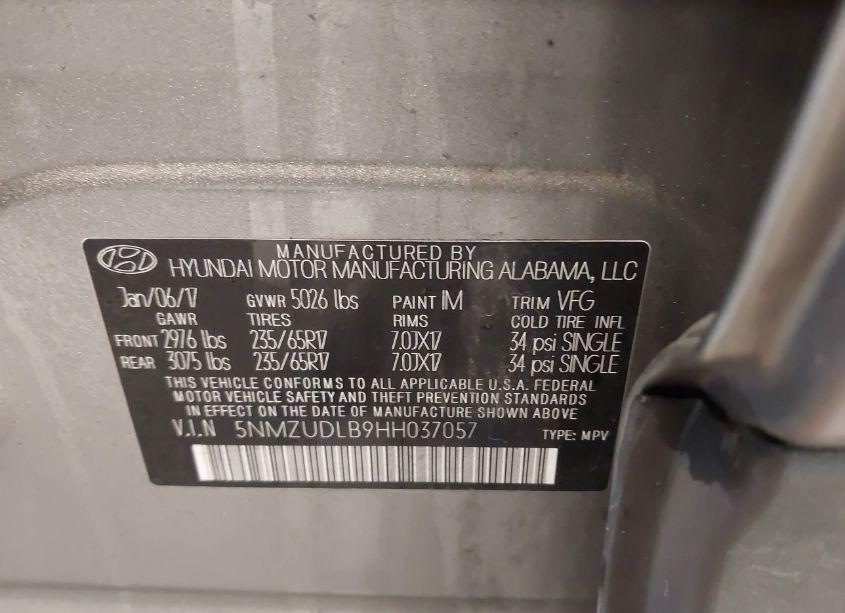 MANUFACTURED BY
HYUNDAI MOTOR MANUFACTURING ALABAMA, LLC
Jan/06/17 GVWR 5026 lbs PAINT IM TRIM VFG
GAWR TIRES RIMS COLD TIRE INFL
FRONT 2976 lbs 235/65R17 7.0JX17 34 psi SINGLE
REAR 3075 lbs 235/65R17 7.0JX17 34 psi SINGLE
THIS VEHICLE CONFORMS TO ALL APPLICABLE U.S.A. FEDERAL
MOTOR VEHICLE SAFETY AND THEFT PREVENTION STANDARDS
IN EFFECT ON THE DATE OF MANUFACTURE SHOWN ABOVE
V.I.N 5NMZUDLB9HH037057 TYPE: MPV